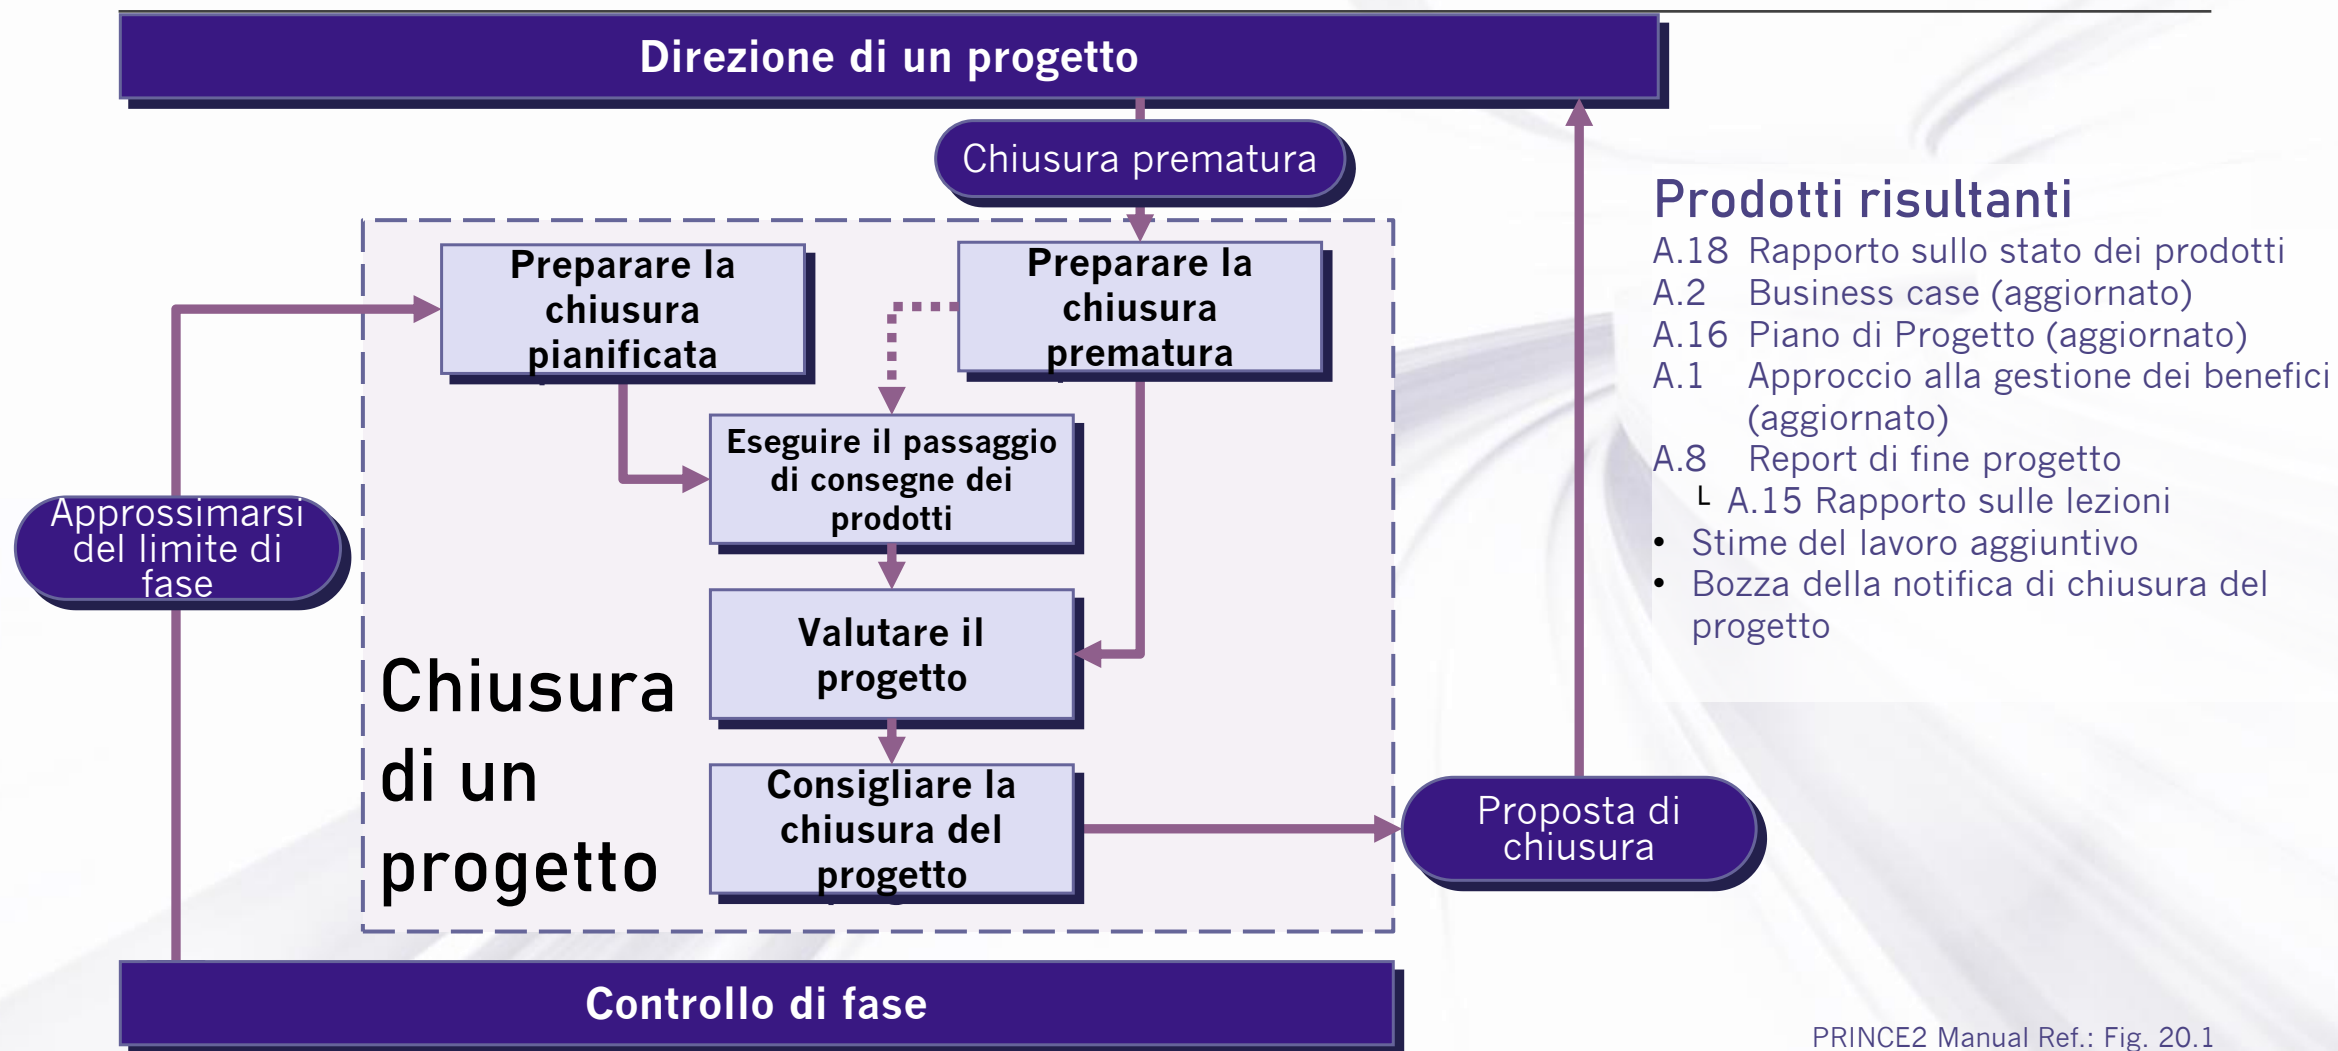 Direzione di un progetto
Chiusura prematura
Preparare la
chiusura
pianificata
Preparare la
chiusura
prematura
Eseguire il passaggio
di consegne dei
prodotti
Approssimarsi
del limite di
fase
Valutare il
progetto
Chiusura
di un
progetto
Consigliare la
chiusura del
progetto
Proposta di
chiusura
Controllo di fase
Prodotti risultanti
A.18 Rapporto sullo stato dei prodotti
A.2 Business case (aggiornato)
A.16 Piano di Progetto (aggiornato)
A.1 Approccio alla gestione dei benefici
(aggiornato)
A.8 Report di fine progetto
└ A.15 Rapporto sulle lezioni
• Stime del lavoro aggiuntivo
• Bozza della notifica di chiusura del
progetto
PRINCE2 Manual Ref.: Fig. 20.1